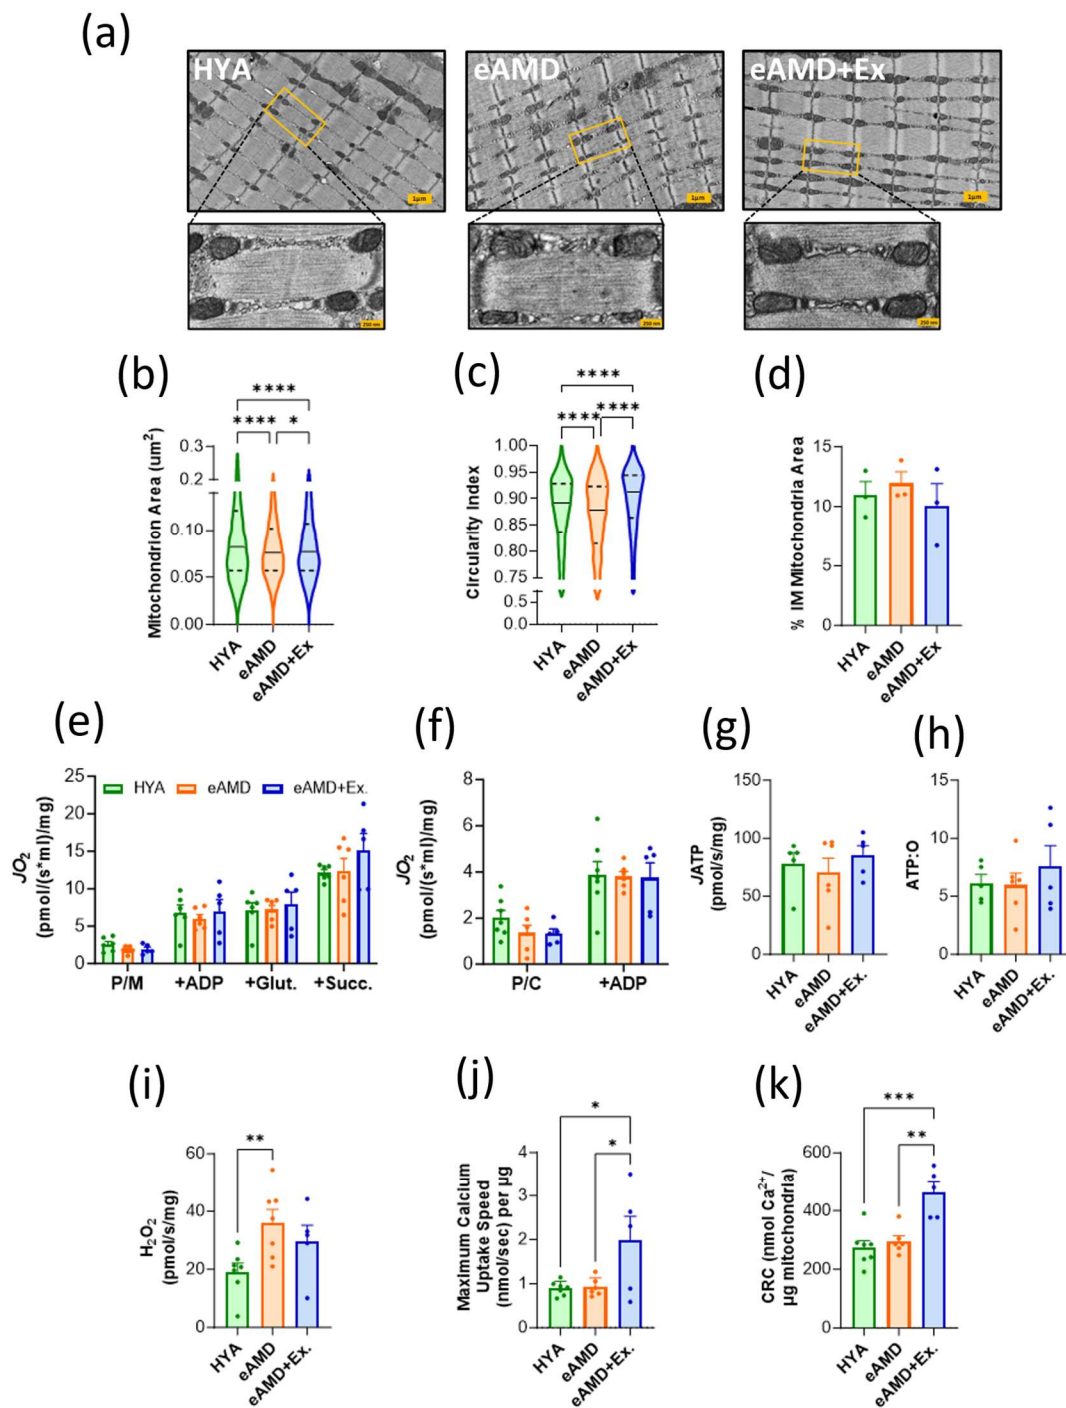 (a)
HYA
eAMD
eAMD+Ex
1µm
1µm
1µm
250 nm
250 nm
250 nm
(b)
(c)
(d)
Mitochondrion Area (um²)
0.3
0.2
0.10
0.05
0.00
****
**** *
HYA
eAMD
eAMD+Ex
Circularity Index
1.00
0.95
0.90
0.85
0.80
0.75
0.5
0.0
****
**** ****
HYA
eAMD
eAMD+Ex
% IM Mitochondria Area
15
10
5
0
HYA
eAMD
eAMD+Ex
(e)
(f)
(g)
(h)
JO₂
(pmol/(s*ml)/mg)
25
20
15
10
5
0
HYA eAMD eAMD+Ex.
P/M +ADP +Glut. +Succ.
JO₂
(pmol/(s*ml)/mg)
8
6
4
2
0
P/C +ADP
JATP
(pmol/s/mg)
150
100
50
0
HYA
eAMD
eAMD+Ex.
ATP:O
15
10
5
0
HYA
eAMD
eAMD+Ex.
(i)
(j)
(k)
H₂O₂
(pmol/s/mg)
60
40
20
0
**
HYA
eAMD
eAMD+Ex.
Maximum Calcium
Uptake Speed
(nmol/sec) per µg
4
3
2
1
0
*
*
HYA
eAMD
eAMD+Ex.
CRC (nmol Ca²⁺/
µg mitochondria)
600
400
200
0
***
**
HYA
eAMD
eAMD+Ex.